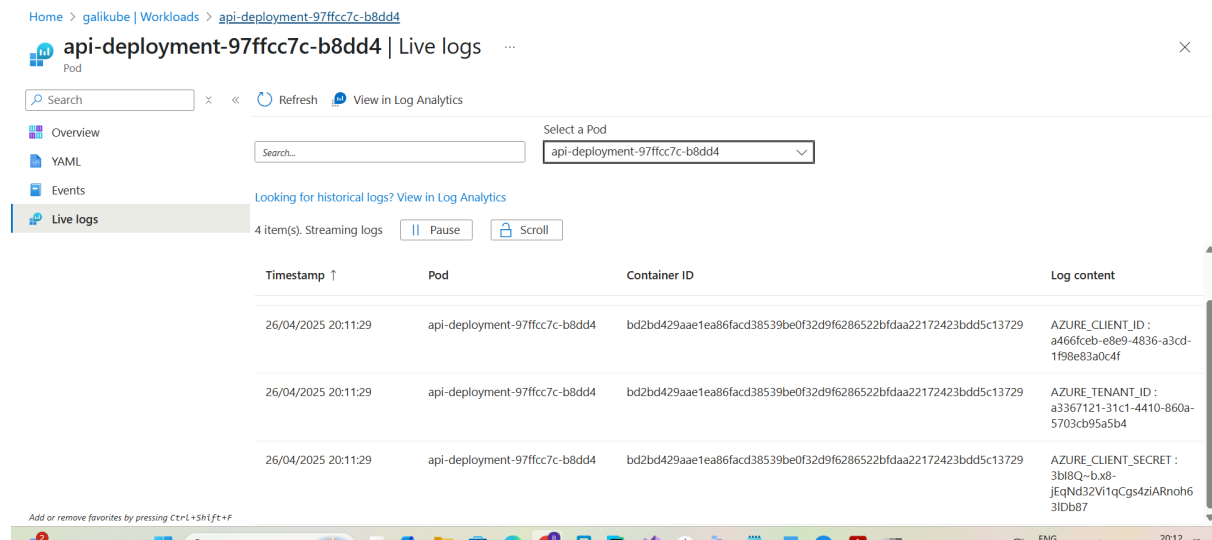 Home > galikube | Workloads > api-deployment-97ffcc7c-b8dd4
api-deployment-97ffcc7c-b8dd4 | Live logs ...
Pod
Search
Refresh View in Log Analytics
Overview
YAML
Events
Live logs
Select a Pod
Search... api-deployment-97ffcc7c-b8dd4
Looking for historical logs? View in Log Analytics
4 item(s). Streaming logs Pause Scroll
Timestamp ↑ Pod Container ID Log content
26/04/2025 20:11:29 api-deployment-97ffcc7c-b8dd4 bd2bd429aae1ea86facd38539be0f32d9f6286522bfdaa22172423bdd5c13729 AZURE_CLIENT_ID :
a466fceb-e8e9-4836-a3cd-
1f98e83a0c4f
26/04/2025 20:11:29 api-deployment-97ffcc7c-b8dd4 bd2bd429aae1ea86facd38539be0f32d9f6286522bfdaa22172423bdd5c13729 AZURE_TENANT_ID :
a3367121-31c1-4410-860a-
5703cb95a5b4
26/04/2025 20:11:29 api-deployment-97ffcc7c-b8dd4 bd2bd429aae1ea86facd38539be0f32d9f6286522bfdaa22172423bdd5c13729 AZURE_CLIENT_SECRET :
3bI8Q~b.x8-
jEqNd32Vi1qCgs4ziARnoh6
3IDb87
Add or remove favorites by pressing Ctrl+Shift+F
2
ENG 20:12